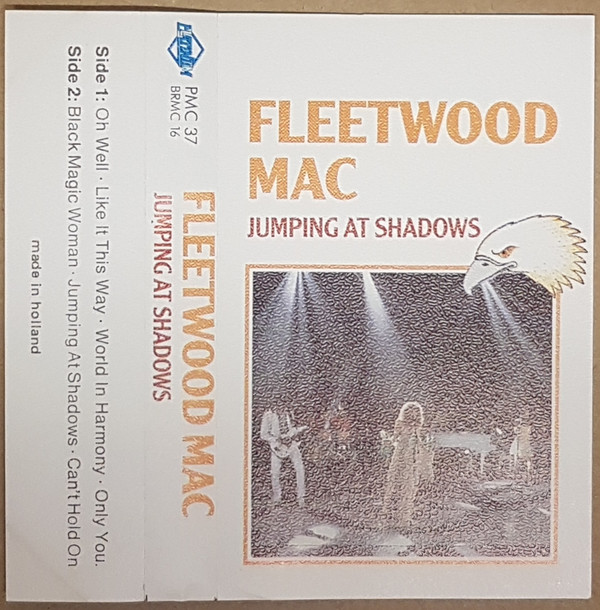 FLEETWOOD
MAC
JUMPING AT SHADOWS
PMC 37
BRMC 16
FLEETWOOD MAC
JUMPING AT SHADOWS
Side 1: Oh Well · Like It This Way · World In Harmony · Only You.
Side 2: Black Magic Woman · Jumping At Shadows · Can't Hold On
made in holland